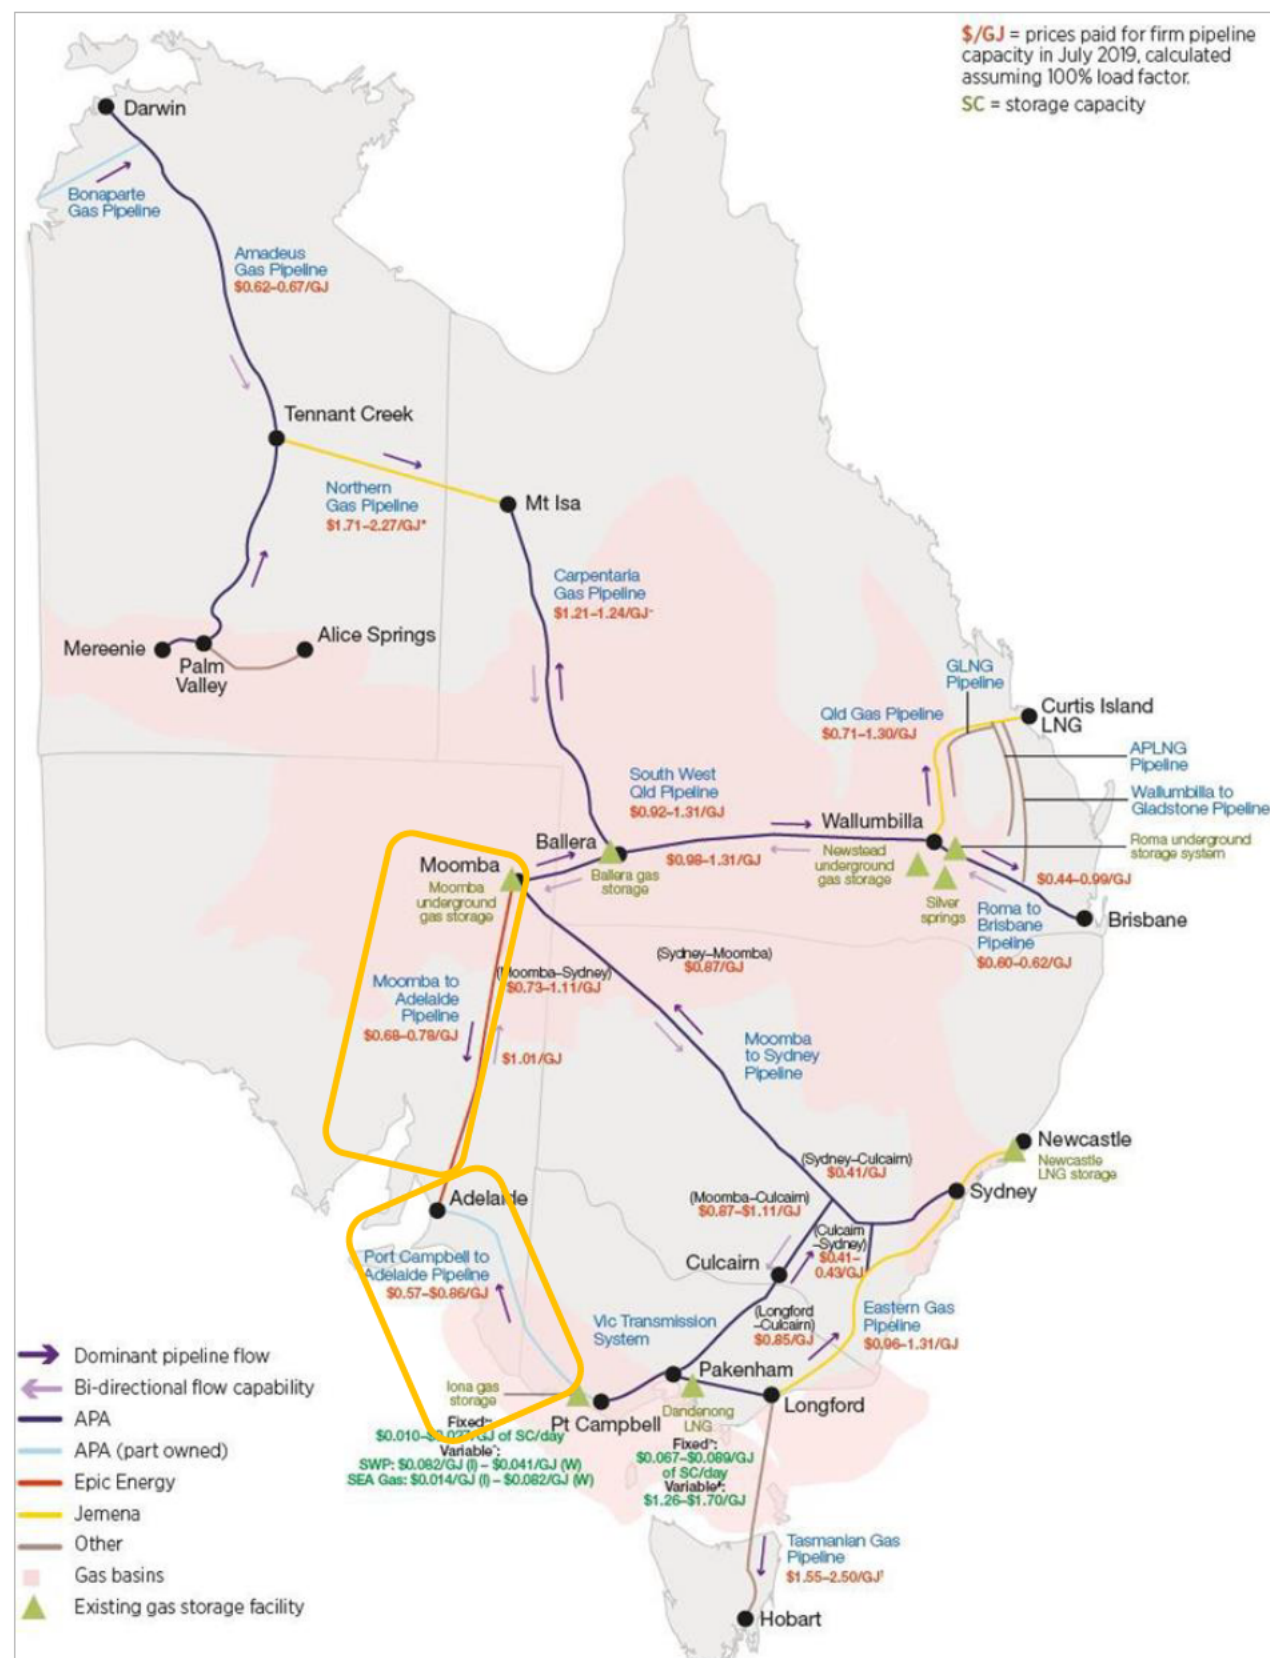 $/GJ = prices paid for firm pipeline
capacity in July 2019, calculated
assuming 100% load factor.
SC = storage capacity
Darwin
Bonaparte
Gas Pipeline
Amadeus
Gas Pipeline
$0.62–0.67/GJ
Tennant Creek
Northern
Gas Pipeline
$1.71–2.27/GJ*
Mt Isa
Carpentaria
Gas Pipeline
$1.21–1.24/GJ~
Mereenie
Palm
Valley
Alice Springs
GLNG
Pipeline
Curtis Island
LNG
Qld Gas Pipeline
$0.71–1.30/GJ
APLNG
Pipeline
Wallumbilla to
Gladstone Pipeline
South West
Qld Pipeline
$0.92–1.31/GJ
Wallumbilla
Ballera
$0.98–1.31/GJ
Ballera gas
storage
Newstead
underground
gas storage
Roma underground
storage system
Silver
springs
$0.44–0.99/GJ
Roma to
Brisbane
Pipeline
$0.60–0.62/GJ
Brisbane
Moomba
Moomba
underground
gas storage
(Sydney–Moomba)
$0.87/GJ
(Moomba–Sydney)
$0.73–1.11/GJ
Moomba to
Adelaide
Pipeline
$0.68–0.78/GJ
$1.01/GJ
Moomba
to Sydney
Pipeline
Newcastle
Newcastle
LNG storage
(Sydney–Culcairn)
$0.41/GJ
Sydney
(Moomba–Culcairn)
$0.87–$1.11/GJ
(Culcairn
–Sydney)
$0.41–
0.43/GJ
Adelaide
Culcairn
Port Campbell to
Adelaide Pipeline
$0.57–$0.86/GJ
Vic Transmission
System
(Longford
–Culcairn)
$0.85/GJ
Eastern Gas
Pipeline
$0.96–1.31/GJ
Pakenham
Longford
Iona gas
storage
Pt Campbell
Dandenong
LNG
Fixed
$0.010– GJ of SC/day
Variable^:
SWP: $0.082/GJ (I) – $0.041/GJ (W)
SEA Gas: $0.014/GJ (I) – $0.082/GJ (W)
Fixed^:
$0.067–$0.089/GJ
of SC/day
Variable#:
$1.26–$1.70/GJ
Tasmanian Gas
Pipeline
$1.55–2.50/GJ†
Hobart
Dominant pipeline flow
Bi-directional flow capability
APA
APA (part owned)
Epic Energy
Jemena
Other
Gas basins
Existing gas storage facility